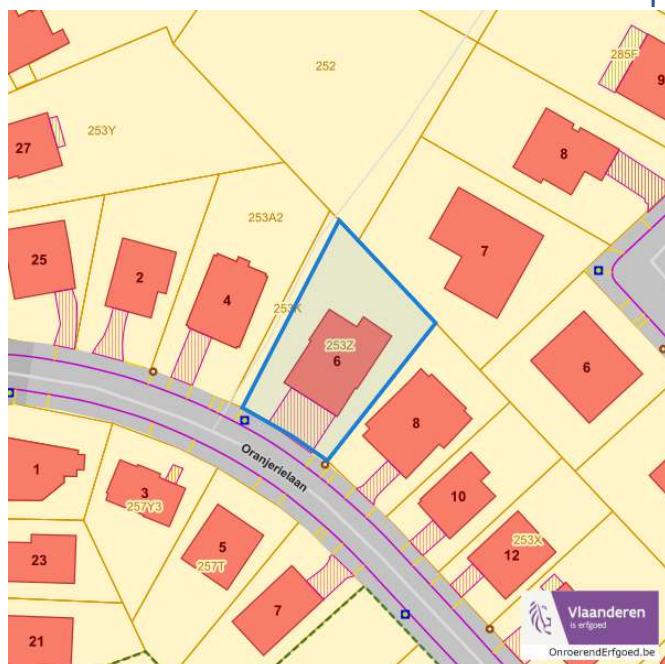 252
285F
9
253Y
27
8
253A2
7
25
2
4
253K
253Z
6
6
8
Oranjerielaan
1
3
257Y3
10
5
257T
12
253X
23
7
21
Vlaanderen
is erfgoed
OnroerendErfgoed.be